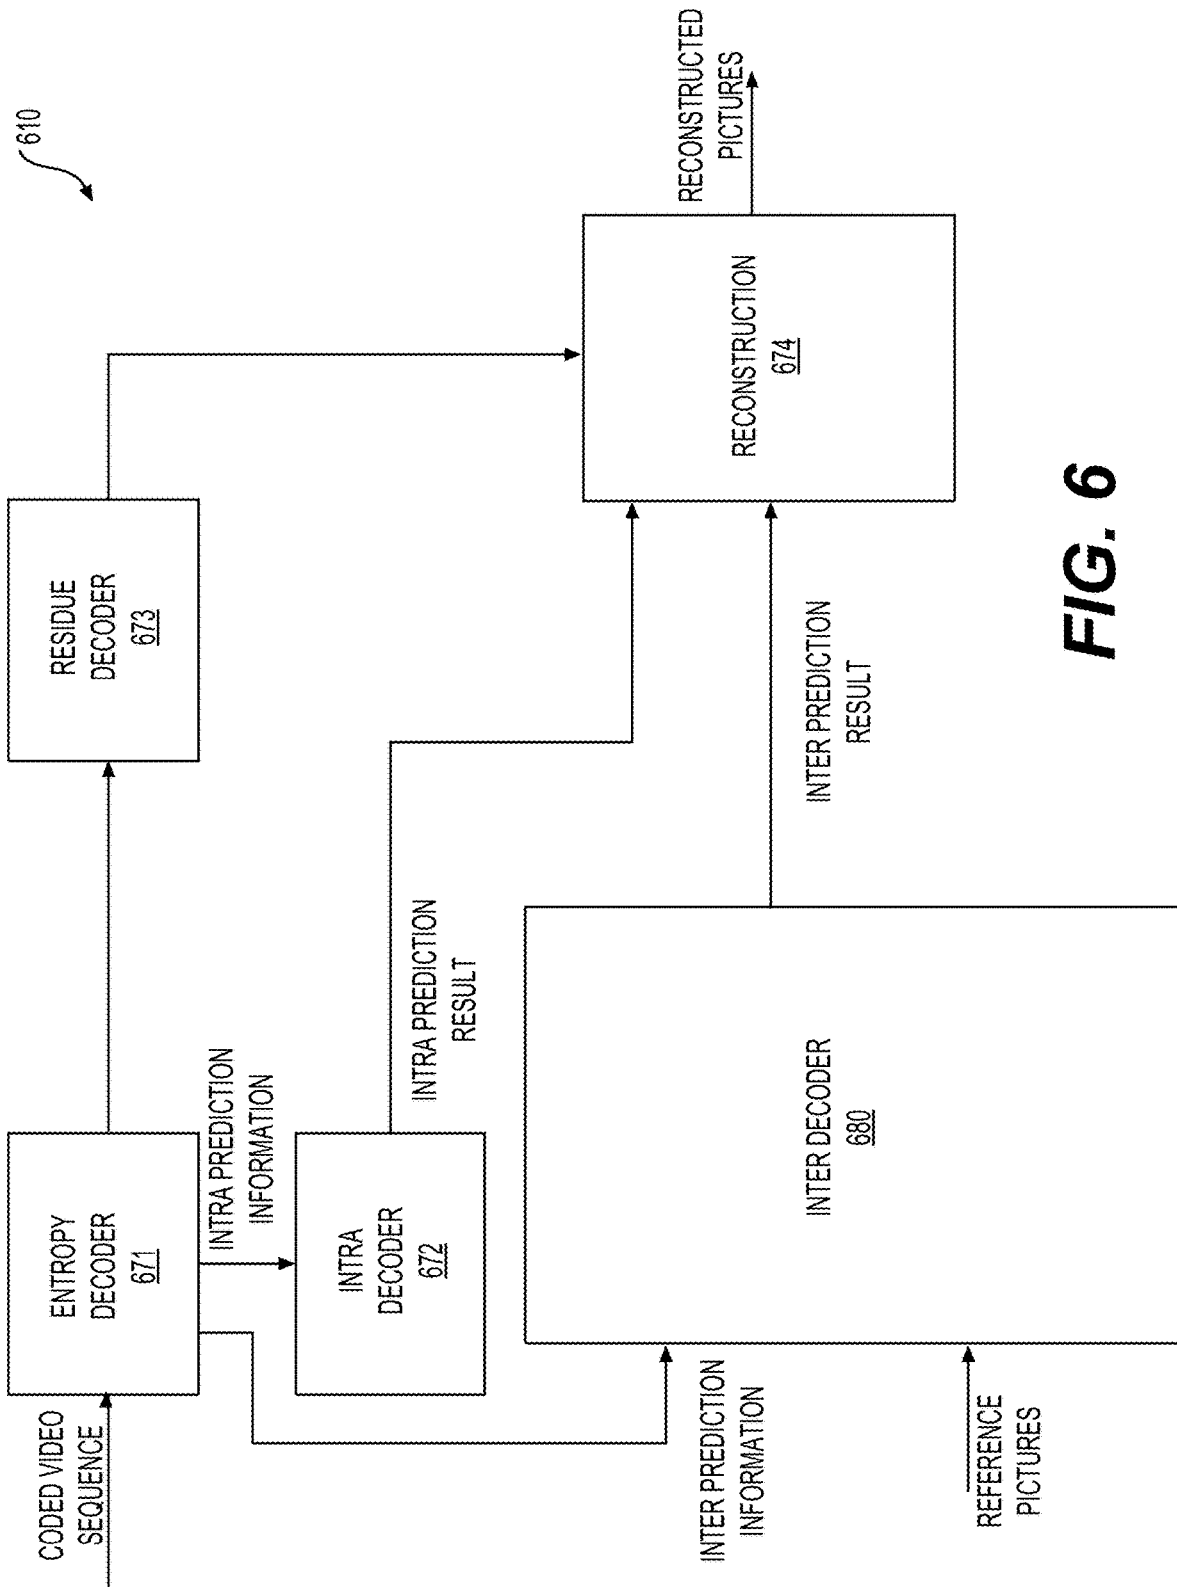 610
CODED VIDEO
SEQUENCE
ENTROPY
DECODER
671
RESIDUE
DECODER
673
INTRA PREDICTION
INFORMATION
INTRA
DECODER
672
INTRA PREDICTION
RESULT
INTER PREDICTION
INFORMATION
REFERENCE
PICTURES
INTER DECODER
680
INTER PREDICTION
RESULT
RECONSTRUCTION
674
RECONSTRUCTED
PICTURES
FIG. 6